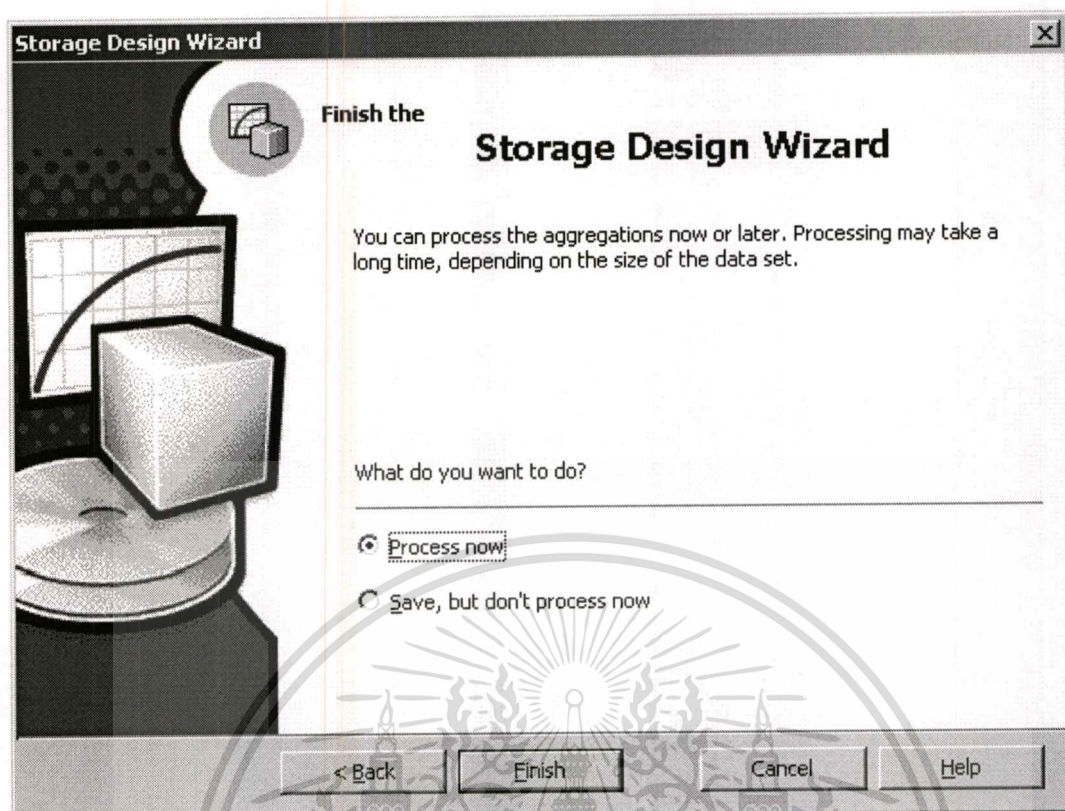 Storage Design Wizard
Finish the
Storage Design Wizard
You can process the aggregations now or later. Processing may take a
long time, depending on the size of the data set.
What do you want to do?
Process now
Save, but don't process now
< Back
Finish
Cancel
Help